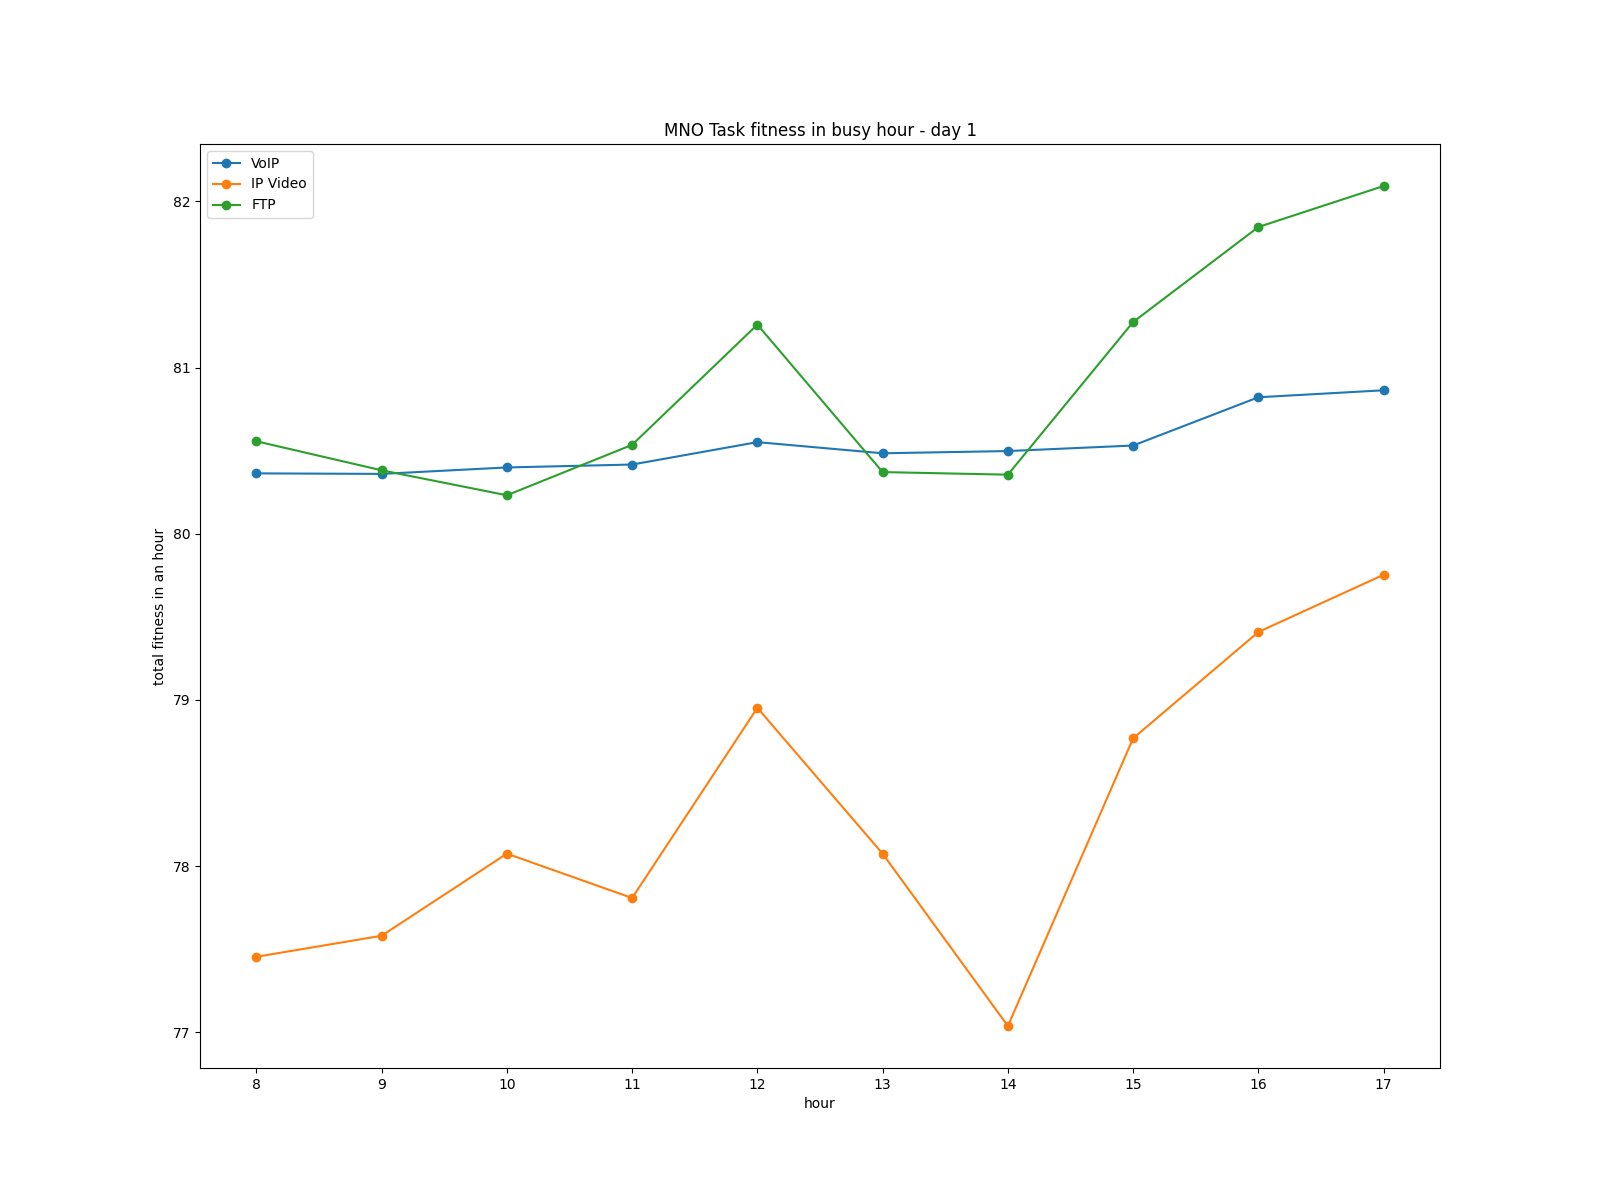 MNO Task fitness in busy hour - day 1
VoIP
IP Video
FTP
82
81
80
79
78
77
total fitness in an hour
8 9 10 11 12 13 14 15 16 17
hour